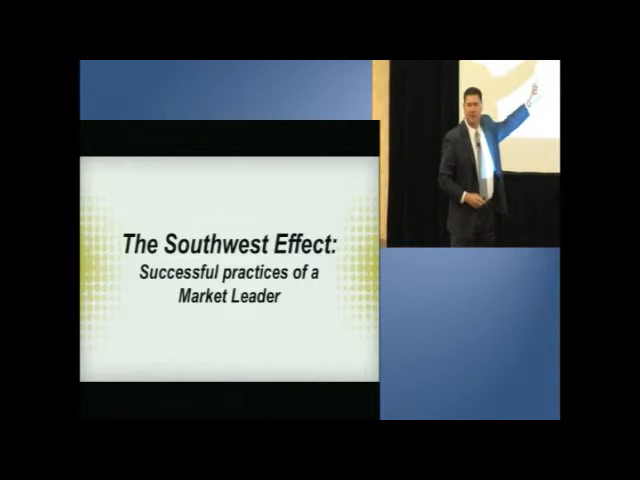 The Southwest Effect:
Successful practices of a
Market Leader